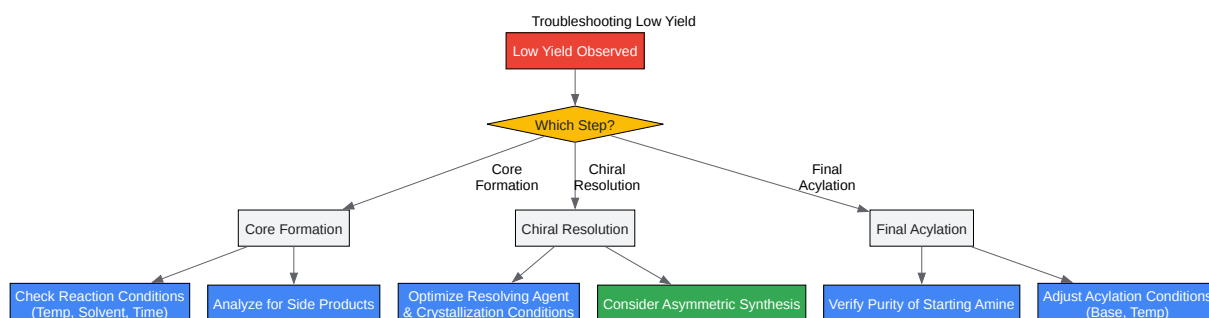 Troubleshooting Low Yield
Low Yield Observed
Which Step?
Core
Formation
Chiral
Resolution
Final
Acylation
Core Formation
Chiral Resolution
Final Acylation
Check Reaction Conditions
(Temp, Solvent, Time)
Analyze for Side Products
Optimize Resolving Agent
& Crystallization Conditions
Consider Asymmetric Synthesis
Verify Purity of Starting Amine
Adjust Acylation Conditions
(Base, Temp)